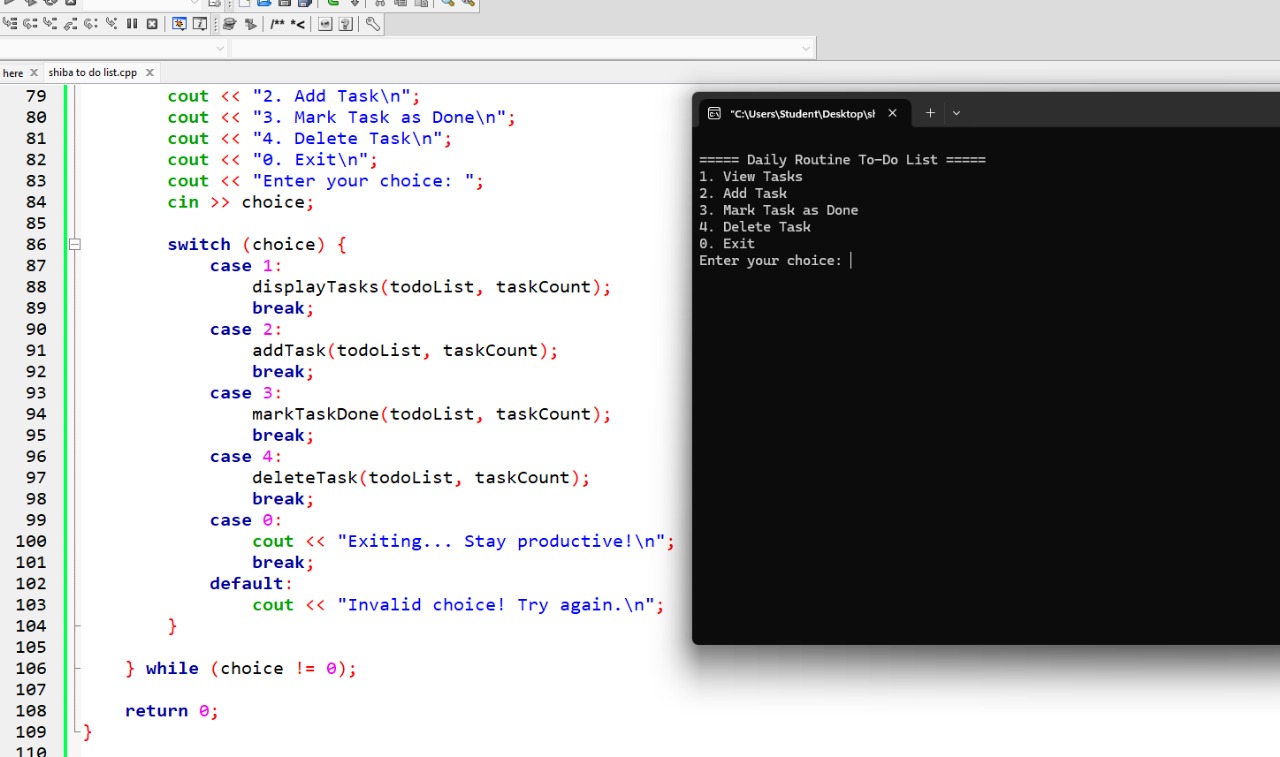 /** *<
here
shiba to do list.cpp
79 cout << "2. Add Task\n";
80 cout << "3. Mark Task as Done\n";
81 cout << "4. Delete Task\n";
82 cout << "0. Exit\n";
83 cout << "Enter your choice: ";
84 cin >> choice;
85
86 switch (choice) {
87 case 1:
88 displayTasks(todoList, taskCount);
89 break;
90 case 2:
91 addTask(todoList, taskCount);
92 break;
93 case 3:
94 markTaskDone(todoList, taskCount);
95 break;
96 case 4:
97 deleteTask(todoList, taskCount);
98 break;
99 case 0:
100 cout << "Exiting... Stay productive!\n";
101 break;
102 default:
103 cout << "Invalid choice! Try again.\n";
104 }
105
106 } while (choice != 0);
107
108 return 0;
109 }
110
"C:\Users\Student\Desktop\sh
===== Daily Routine To-Do List =====
1. View Tasks
2. Add Task
3. Mark Task as Done
4. Delete Task
0. Exit
Enter your choice: